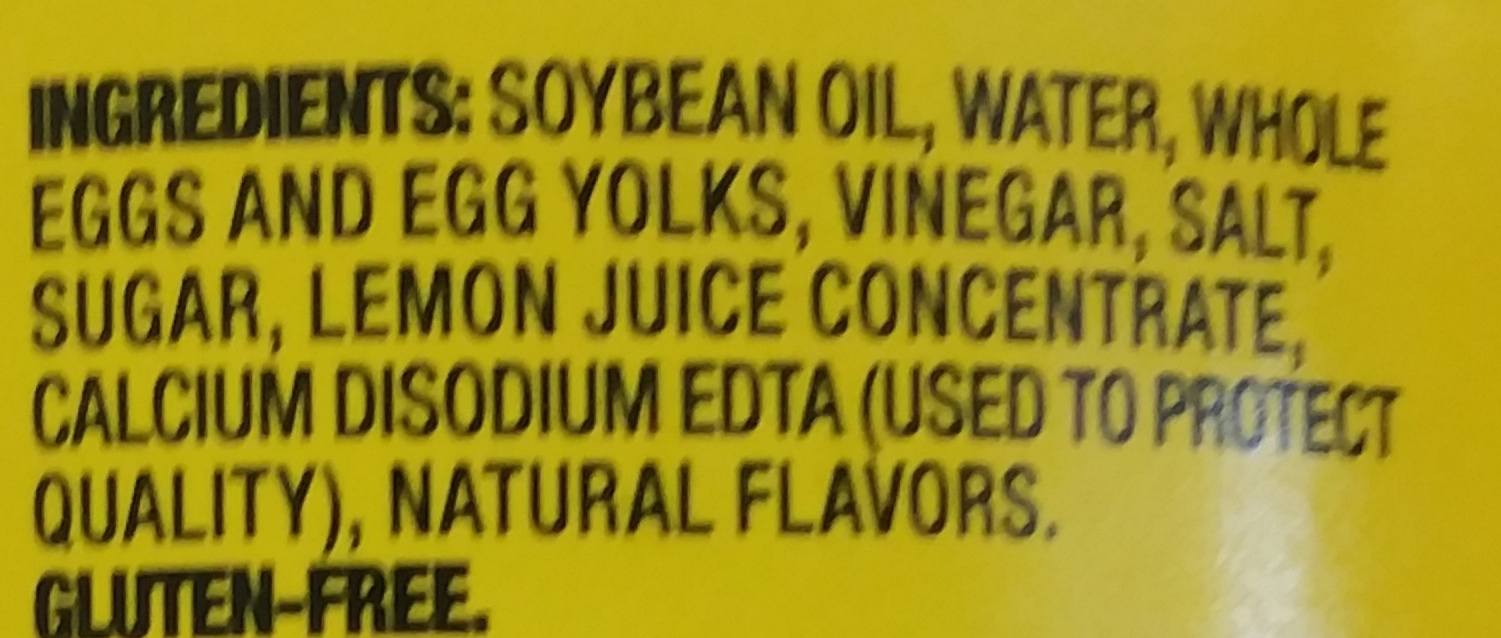 INGREDIENTS: SOYBEAN OIL, WATER, WHOLE
EGGS AND EGG YOLKS, VINEGAR, SALT,
SUGAR, LEMON JUICE CONCENTRATE,
CALCIUM DISODIUM EDTA (USED TO PROTECT
QUALITY), NATURAL FLAVORS.
GLUTEN-FREE.